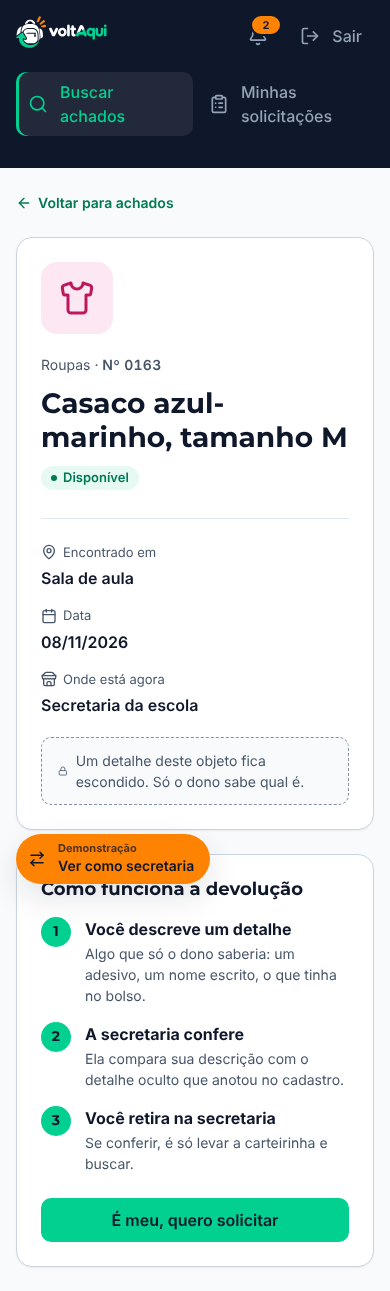 voltAqui
2
Sair
Buscar
achados
Minhas
solicitações
Voltar para achados
Roupas · Nº 0163
Casaco azul-
marinho, tamanho M
Disponível
Encontrado em
Sala de aula
Data
08/11/2026
Onde está agora
Secretaria da escola
Um detalhe deste objeto fica
escondido. Só o dono sabe qual é.
Demonstração
Ver como secretaria
Como funciona a devolução
1
Você descreve um detalhe
Algo que só o dono saberia: um
adesivo, um nome escrito, o que tinha
no bolso.
2
A secretaria confere
Ela compara sua descrição com o
detalhe oculto que anotou no cadastro.
3
Você retira na secretaria
Se conferir, é só levar a carteirinha e
buscar.
É meu, quero solicitar